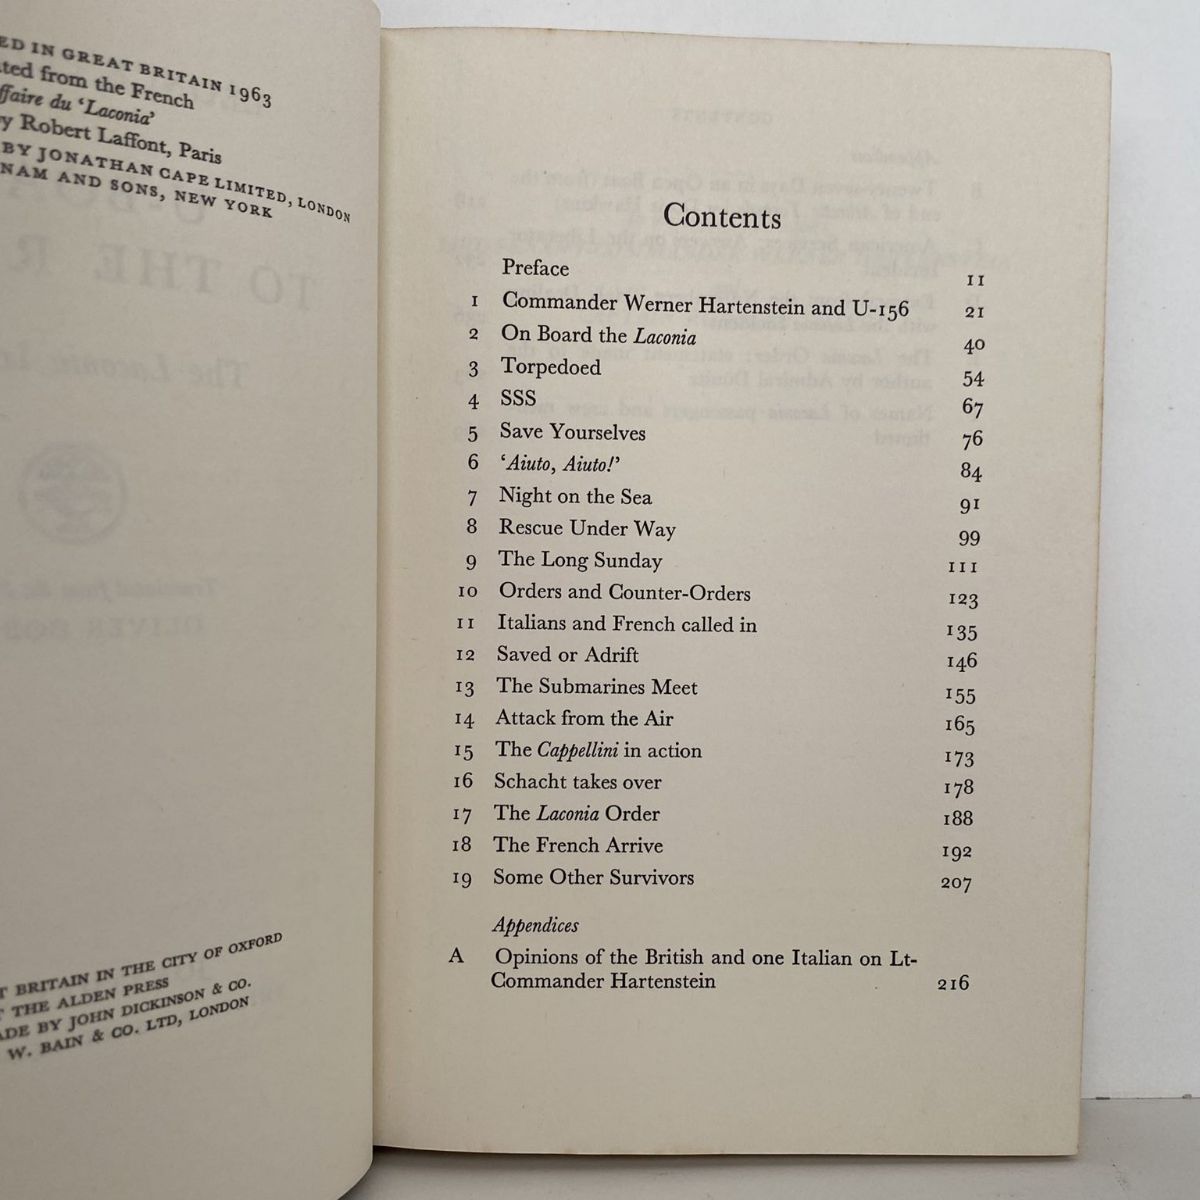 ED IN GREAT BRITAIN 1963
ted from the French
ffaire du 'Laconia'
y Robert Laffont, Paris
BY JONATHAN CAPE LIMITED, LONDON
NAM AND SONS, NEW YORK
T BRITAIN IN THE CITY OF OXFORD
T THE ALDEN PRESS
ADE BY JOHN DICKINSON & CO.
W. BAIN & CO. LTD, LONDON
Contents
Preface 11
1 Commander Werner Hartenstein and U-156 21
2 On Board the Laconia 40
3 Torpedoed 54
4 SSS 67
5 Save Yourselves 76
6 'Aiuto, Aiuto!' 84
7 Night on the Sea 91
8 Rescue Under Way 99
9 The Long Sunday 111
10 Orders and Counter-Orders 123
11 Italians and French called in 135
12 Saved or Adrift 146
13 The Submarines Meet 155
14 Attack from the Air 165
15 The Cappellini in action 173
16 Schacht takes over 178
17 The Laconia Order 188
18 The French Arrive 192
19 Some Other Survivors 207
Appendices
A Opinions of the British and one Italian on Lt-
Commander Hartenstein 216